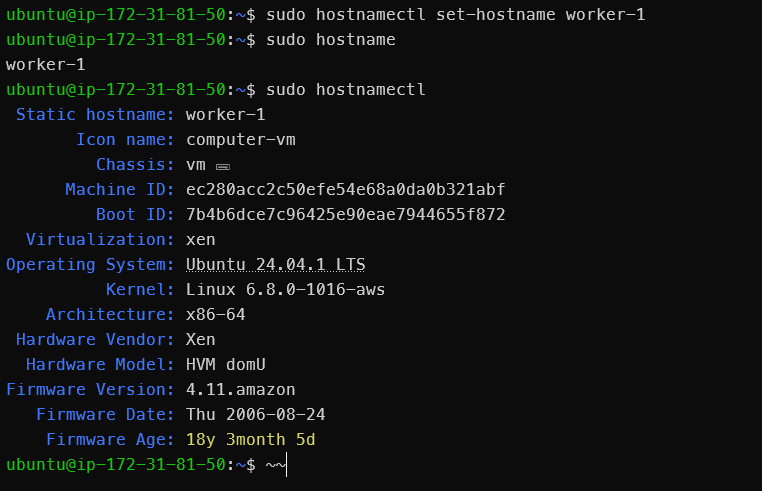 ubuntu@ip-172-31-81-50:~$ sudo hostnamectl set-hostname worker-1
ubuntu@ip-172-31-81-50:~$ sudo hostname
worker-1
ubuntu@ip-172-31-81-50:~$ sudo hostnamectl
Static hostname: worker-1
Icon name: computer-vm
Chassis: vm 🖴
Machine ID: ec280acc2c50efe54e68a0da0b321abf
Boot ID: 7b4b6dce7c96425e90eae7944655f872
Virtualization: xen
Operating System: Ubuntu 24.04.1 LTS
Kernel: Linux 6.8.0-1016-aws
Architecture: x86-64
Hardware Vendor: Xen
Hardware Model: HVM domU
Firmware Version: 4.11.amazon
Firmware Date: Thu 2006-08-24
Firmware Age: 18y 3month 5d
ubuntu@ip-172-31-81-50:~$ ~~